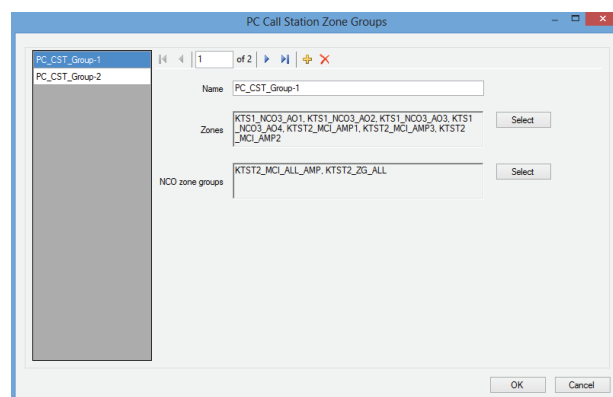 PC Call Station Zone Groups
PC_CST_Group-1
PC_CST_Group-2
1 of 2
Name PC_CST_Group-1
Zones
KTS1_NCO3_AO1, KTS1_NCO3_AO2, KTS1_NCO3_AO3, KTS1
_NCO3_AO4, KTST2_MCI_AMP1, KTST2_MCI_AMP3, KTST2
_MCI_AMP2
Select
NCO zone groups
KTST2_MCI_ALL_AMP, KTST2_ZG_ALL
Select
OK Cancel